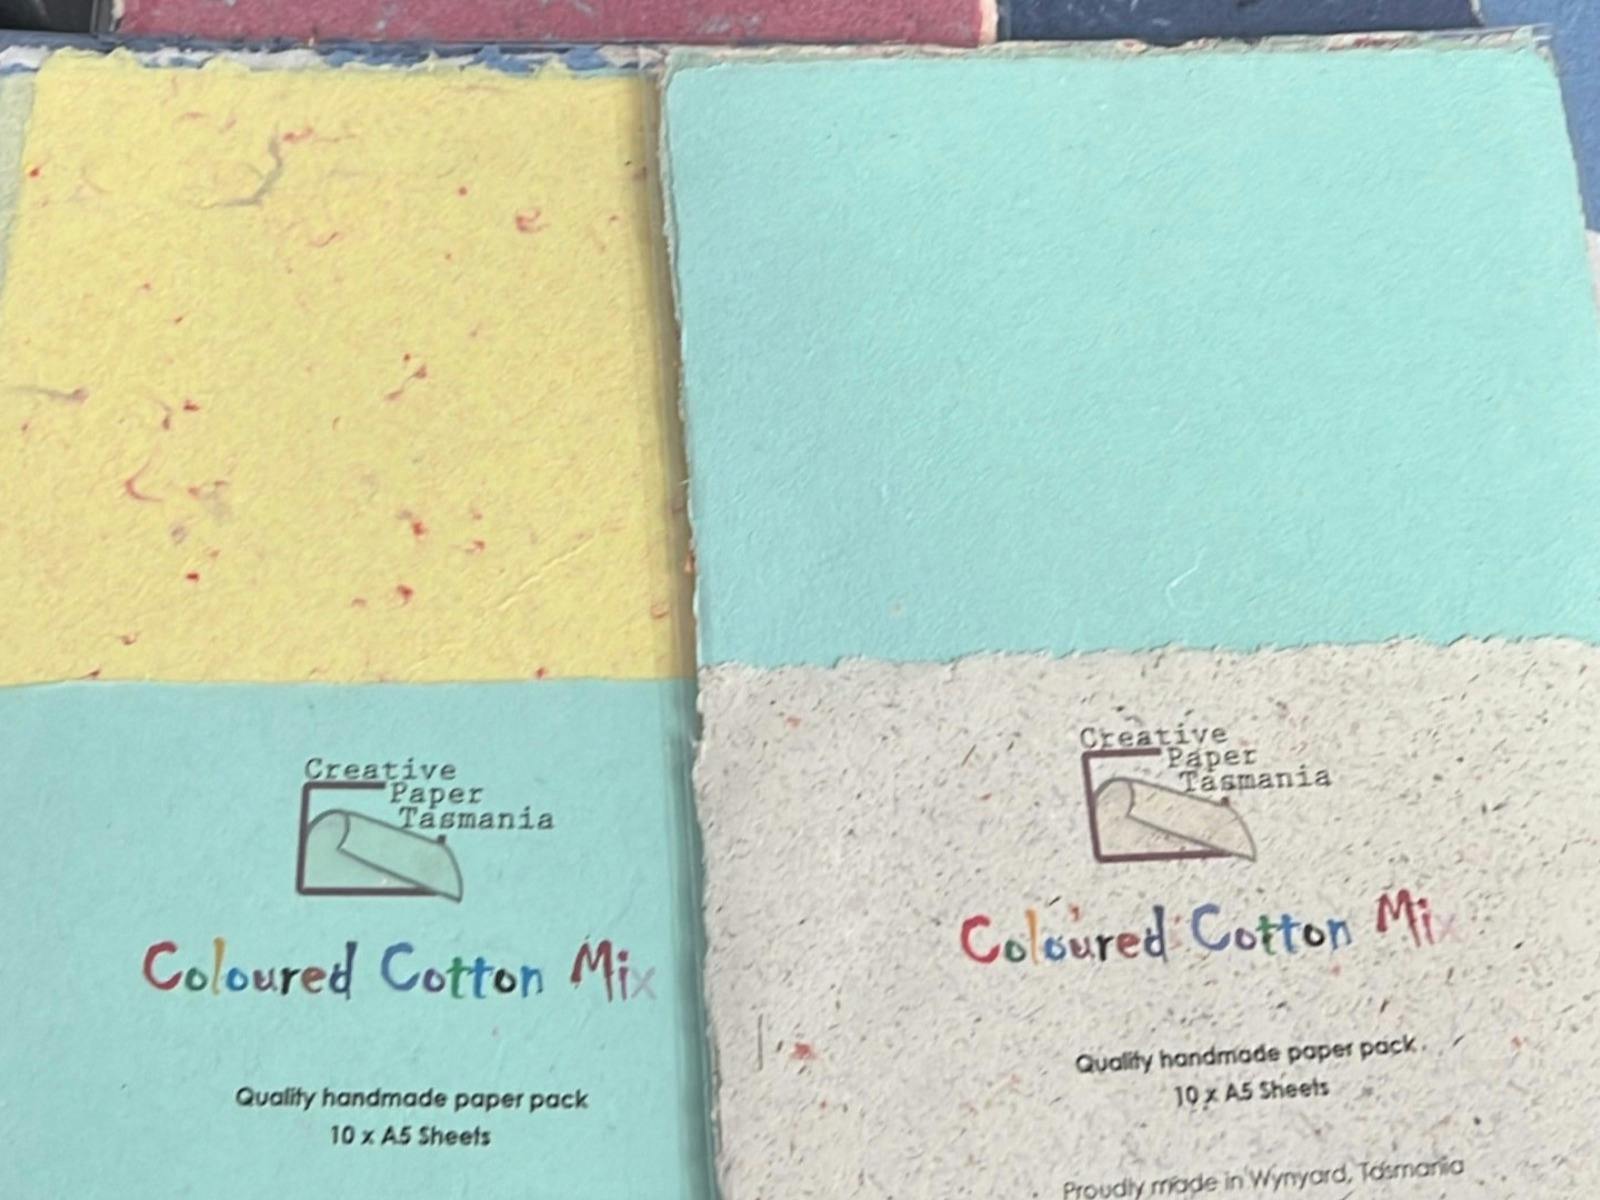 Creative
Paper
Tasmania
Coloured Cotton Mix
Quality handmade paper pack
10 x A5 Sheets
Creative
Paper
Tasmania
Coloured Cotton Mix
Quality handmade paper pack
10 x A5 Sheets
Proudly made in Wynyard, Tasmania